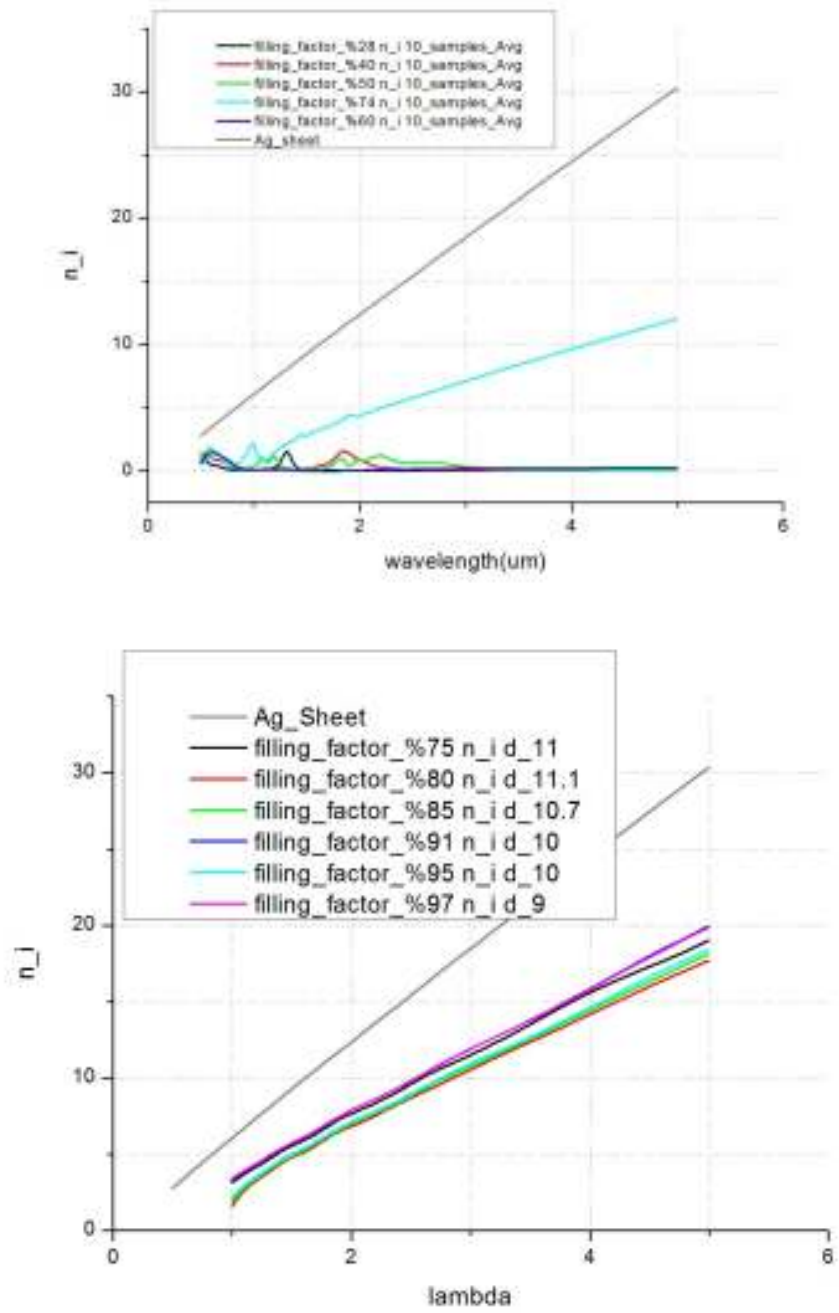 filling_factor_%28 n_i 10_samples_Avg
filling_factor_%40 n_i 10_samples_Avg
filling_factor_%50 n_i 10_samples_Avg
filling_factor_%74 n_i 10_samples_Avg
filling_factor_%60 n_i 10_samples_Avg
Ag_sheet
30
20
10
0
n_i
0 2 4 6
wavelength(um)
Ag_Sheet
filling_factor_%75 n_i d_11
filling_factor_%80 n_i d_11.1
filling_factor_%85 n_i d_10.7
filling_factor_%91 n_i d_10
filling_factor_%95 n_i d_10
filling_factor_%97 n_i d_9
30
20
10
0
n_i
0 2 4 6
lambda